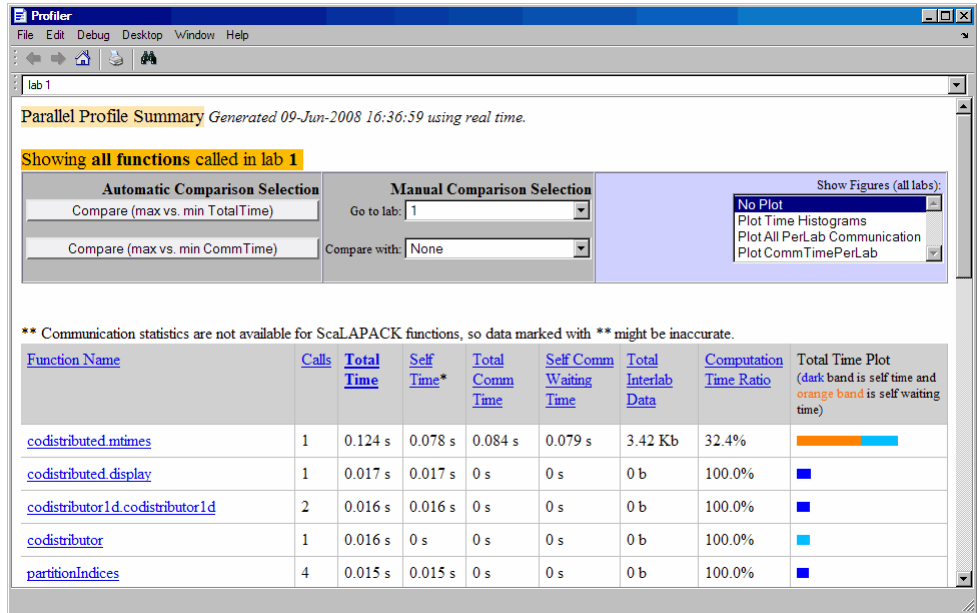 Profiler
File Edit Debug Desktop Window Help
lab 1
Parallel Profile Summary Generated 09-Jun-2008 16:36:59 using real time.
Showing all functions called in lab 1
Automatic Comparison Selection
Compare (max vs. min TotalTime)
Compare (max vs. min CommTime)
Manual Comparison Selection
Go to lab: 1
Compare with: None
Show Figures (all labs):
No Plot
Plot Time Histograms
Plot All PerLab Communication
Plot CommTimePerLab
** Communication statistics are not available for ScaLAPACK functions, so data marked with ** might be inaccurate.
Function Name Calls Total Time Self Time* Total Comm Time Self Comm Waiting Time Total Interlab Data Computation Time Ratio Total Time Plot (dark band is self time and orange band is self waiting time)
codistributed.mtimes 1 0.124 s 0.078 s 0.084 s 0.079 s 3.42 Kb 32.4%
codistributed.display 1 0.017 s 0.017 s 0 s 0 s 0 b 100.0%
codistributor1d.codistributor1d 2 0.016 s 0.016 s 0 s 0 s 0 b 100.0%
codistributor 1 0.016 s 0 s 0 s 0 s 0 b 100.0%
partitionIndices 4 0.015 s 0.015 s 0 s 0 s 0 b 100.0%